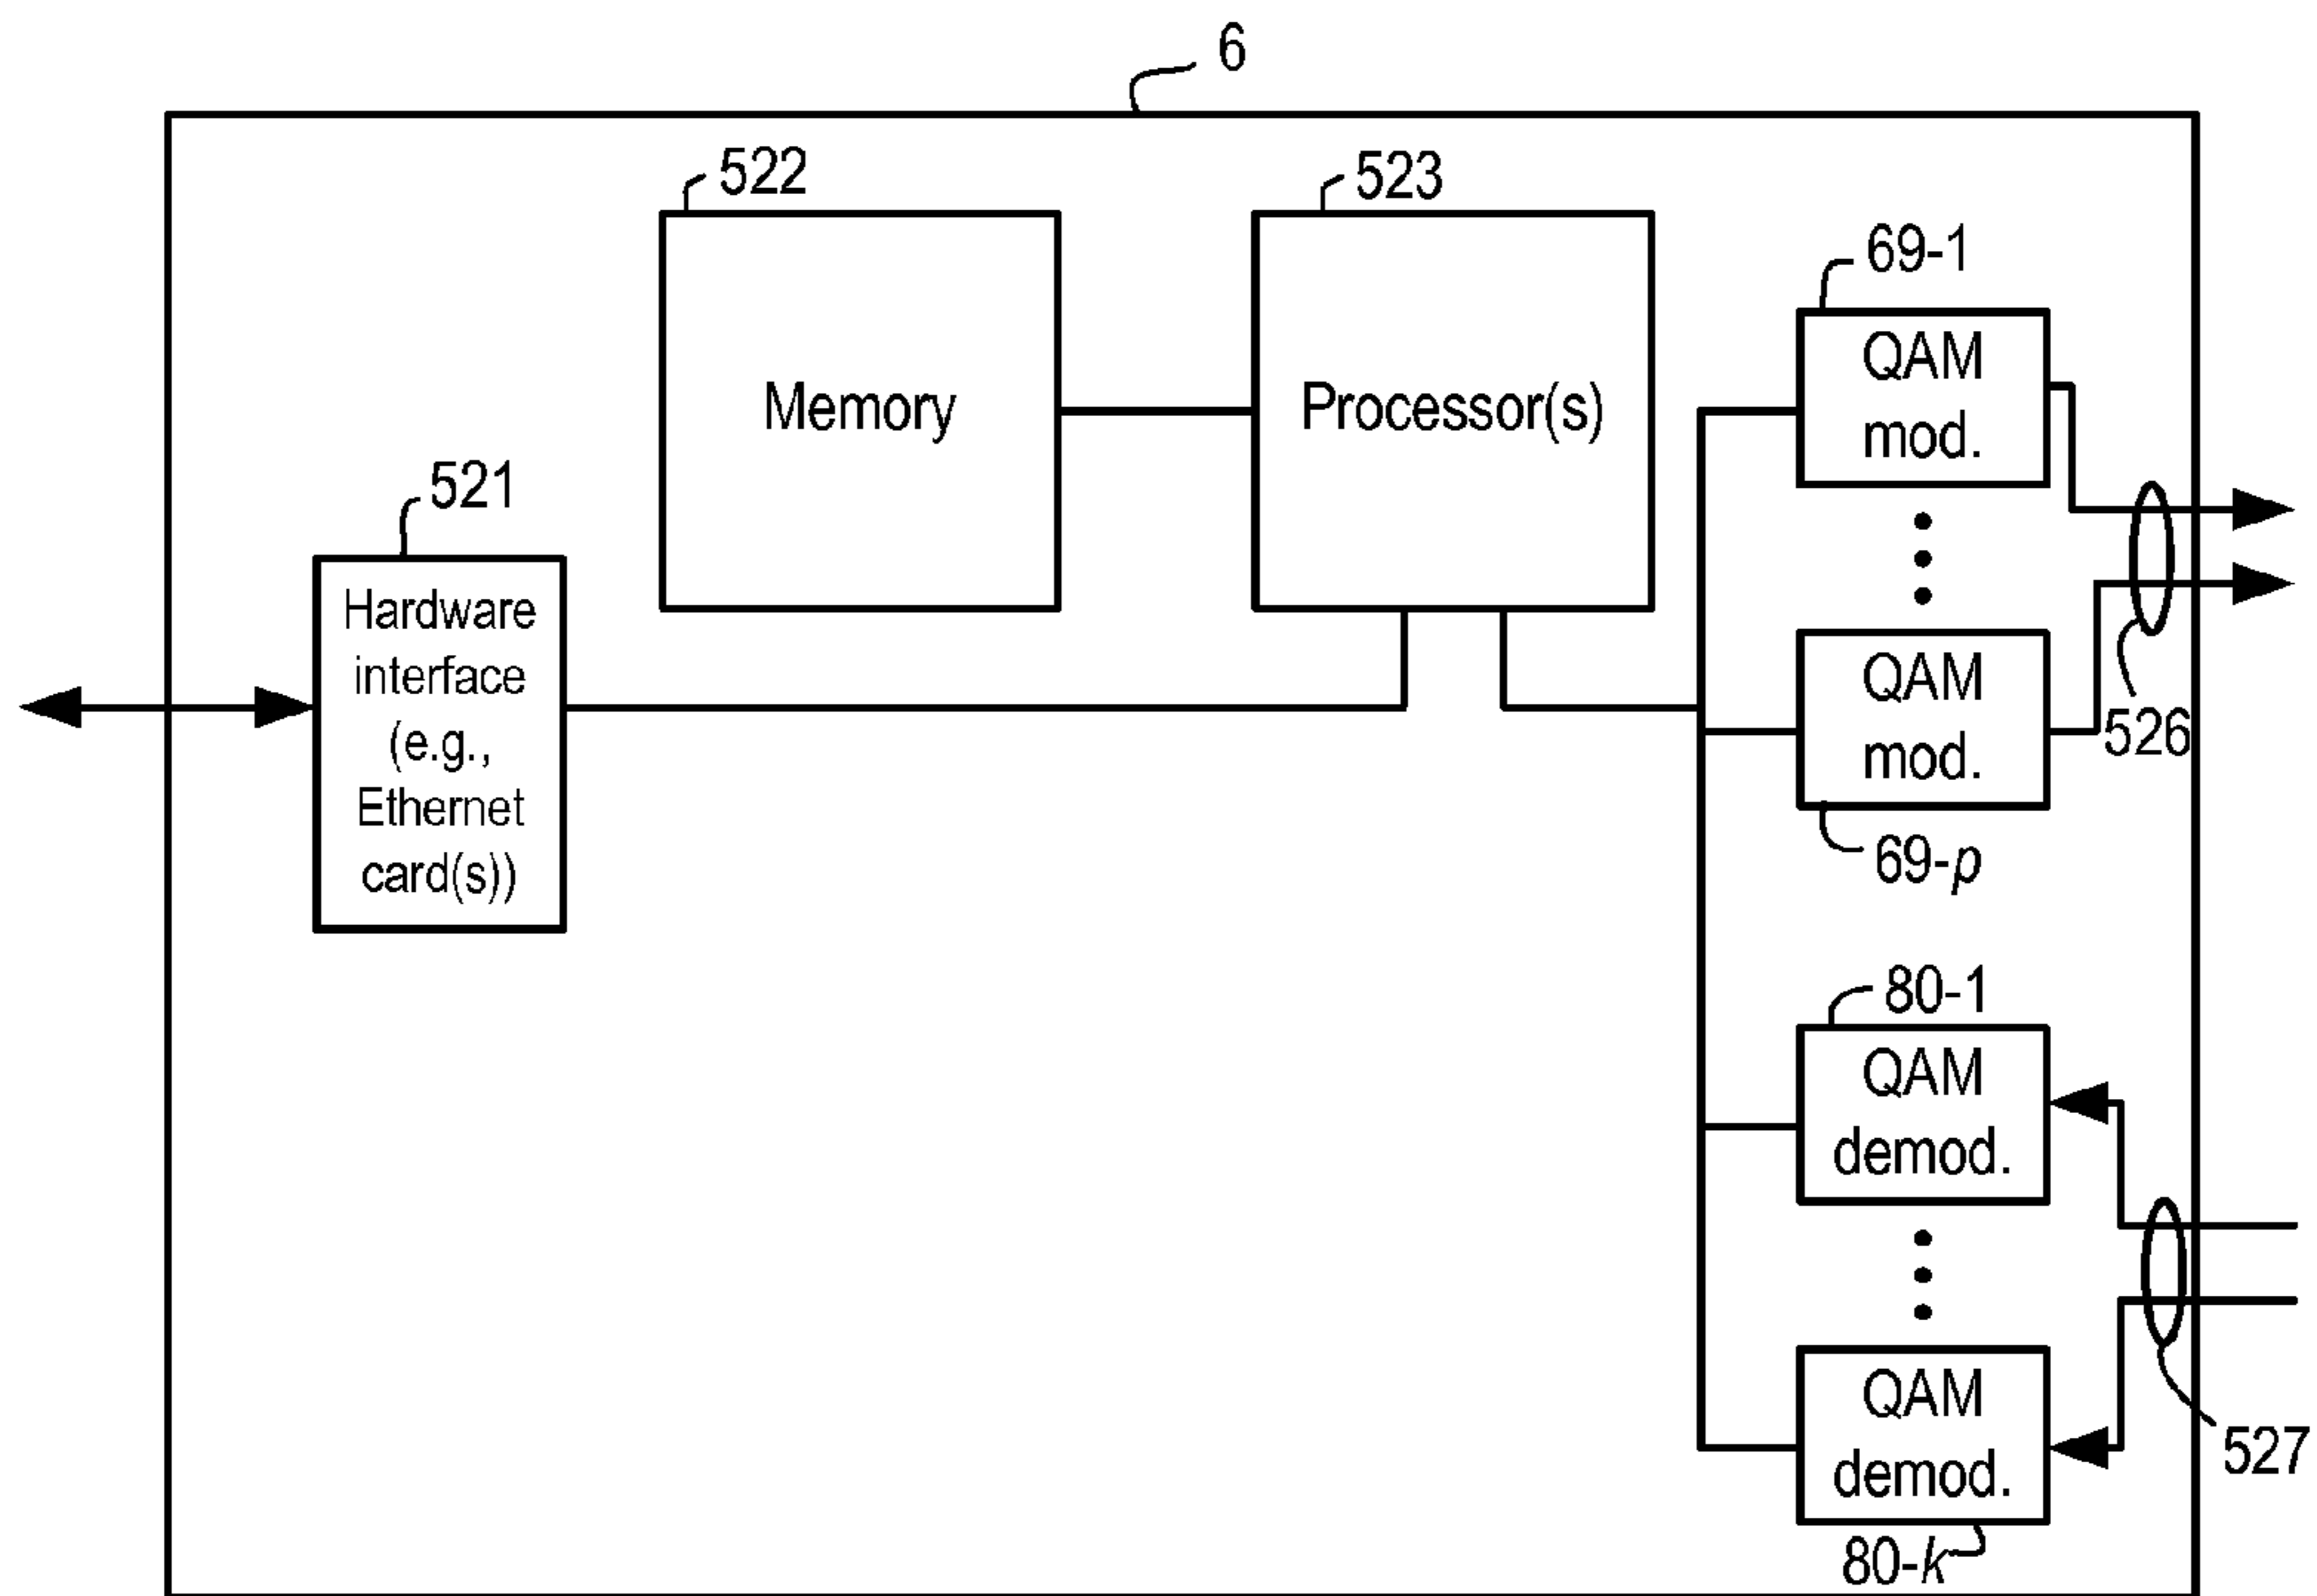 6
522
523
69-1
Memory
Processor(s)
QAM
mod.
521
Hardware
interface
(e.g.,
Ethernet
card(s))
QAM
mod.
526
69-p
80-1
QAM
demod.
QAM
demod.
527
80-k